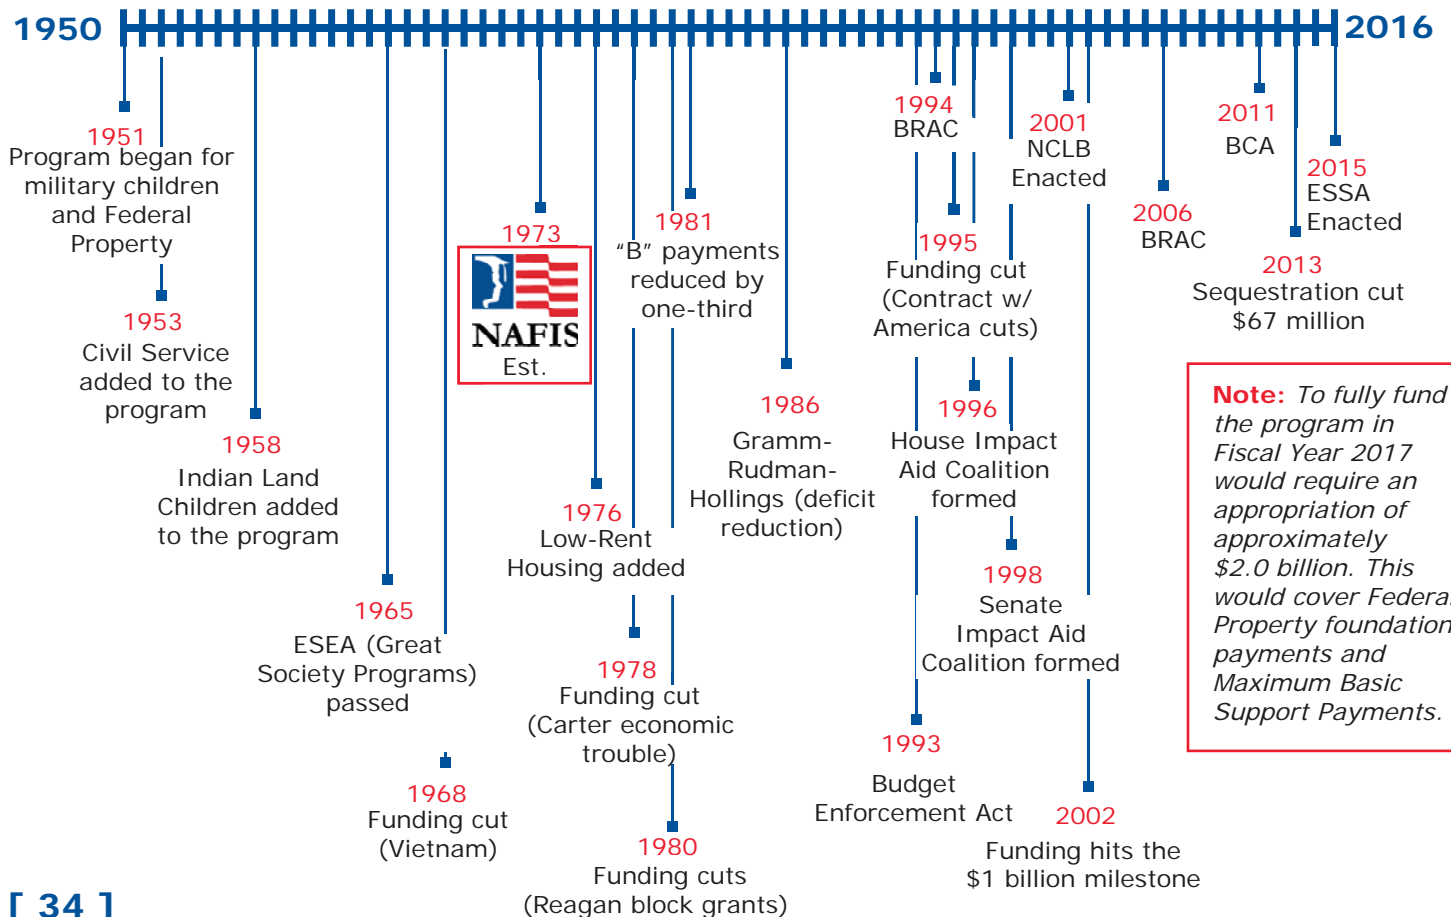 1950
2016
1951
Program began for
military children
and Federal
Property
1953
Civil Service
added to the
program
1958
Indian Land
Children added
to the program
1965
ESEA (Great
Society Programs)
passed
1968
Funding cut
(Vietnam)
1973
NAFIS
Est.
1976
Low-Rent
Housing added
1978
Funding cut
(Carter economic
trouble)
1980
Funding cuts
(Reagan block grants)
1981
“B” payments
reduced by
one-third
1986
Gramm-
Rudman-
Hollings (deficit
reduction)
1993
Budget
Enforcement Act
1994
BRAC
1995
Funding cut
(Contract w/
America cuts)
1996
House Impact
Aid Coalition
formed
1998
Senate
Impact Aid
Coalition formed
2001
NCLB
Enacted
2002
Funding hits the
$1 billion milestone
2006
BRAC
2011
BCA
2013
Sequestration cut
$67 million
2015
ESSA
Enacted
Note: To fully fund
the program in
Fiscal Year 2017
would require an
appropriation of
approximately
$2.0 billion. This
would cover Federal
Property foundation
payments and
Maximum Basic
Support Payments.
[ 34 ]